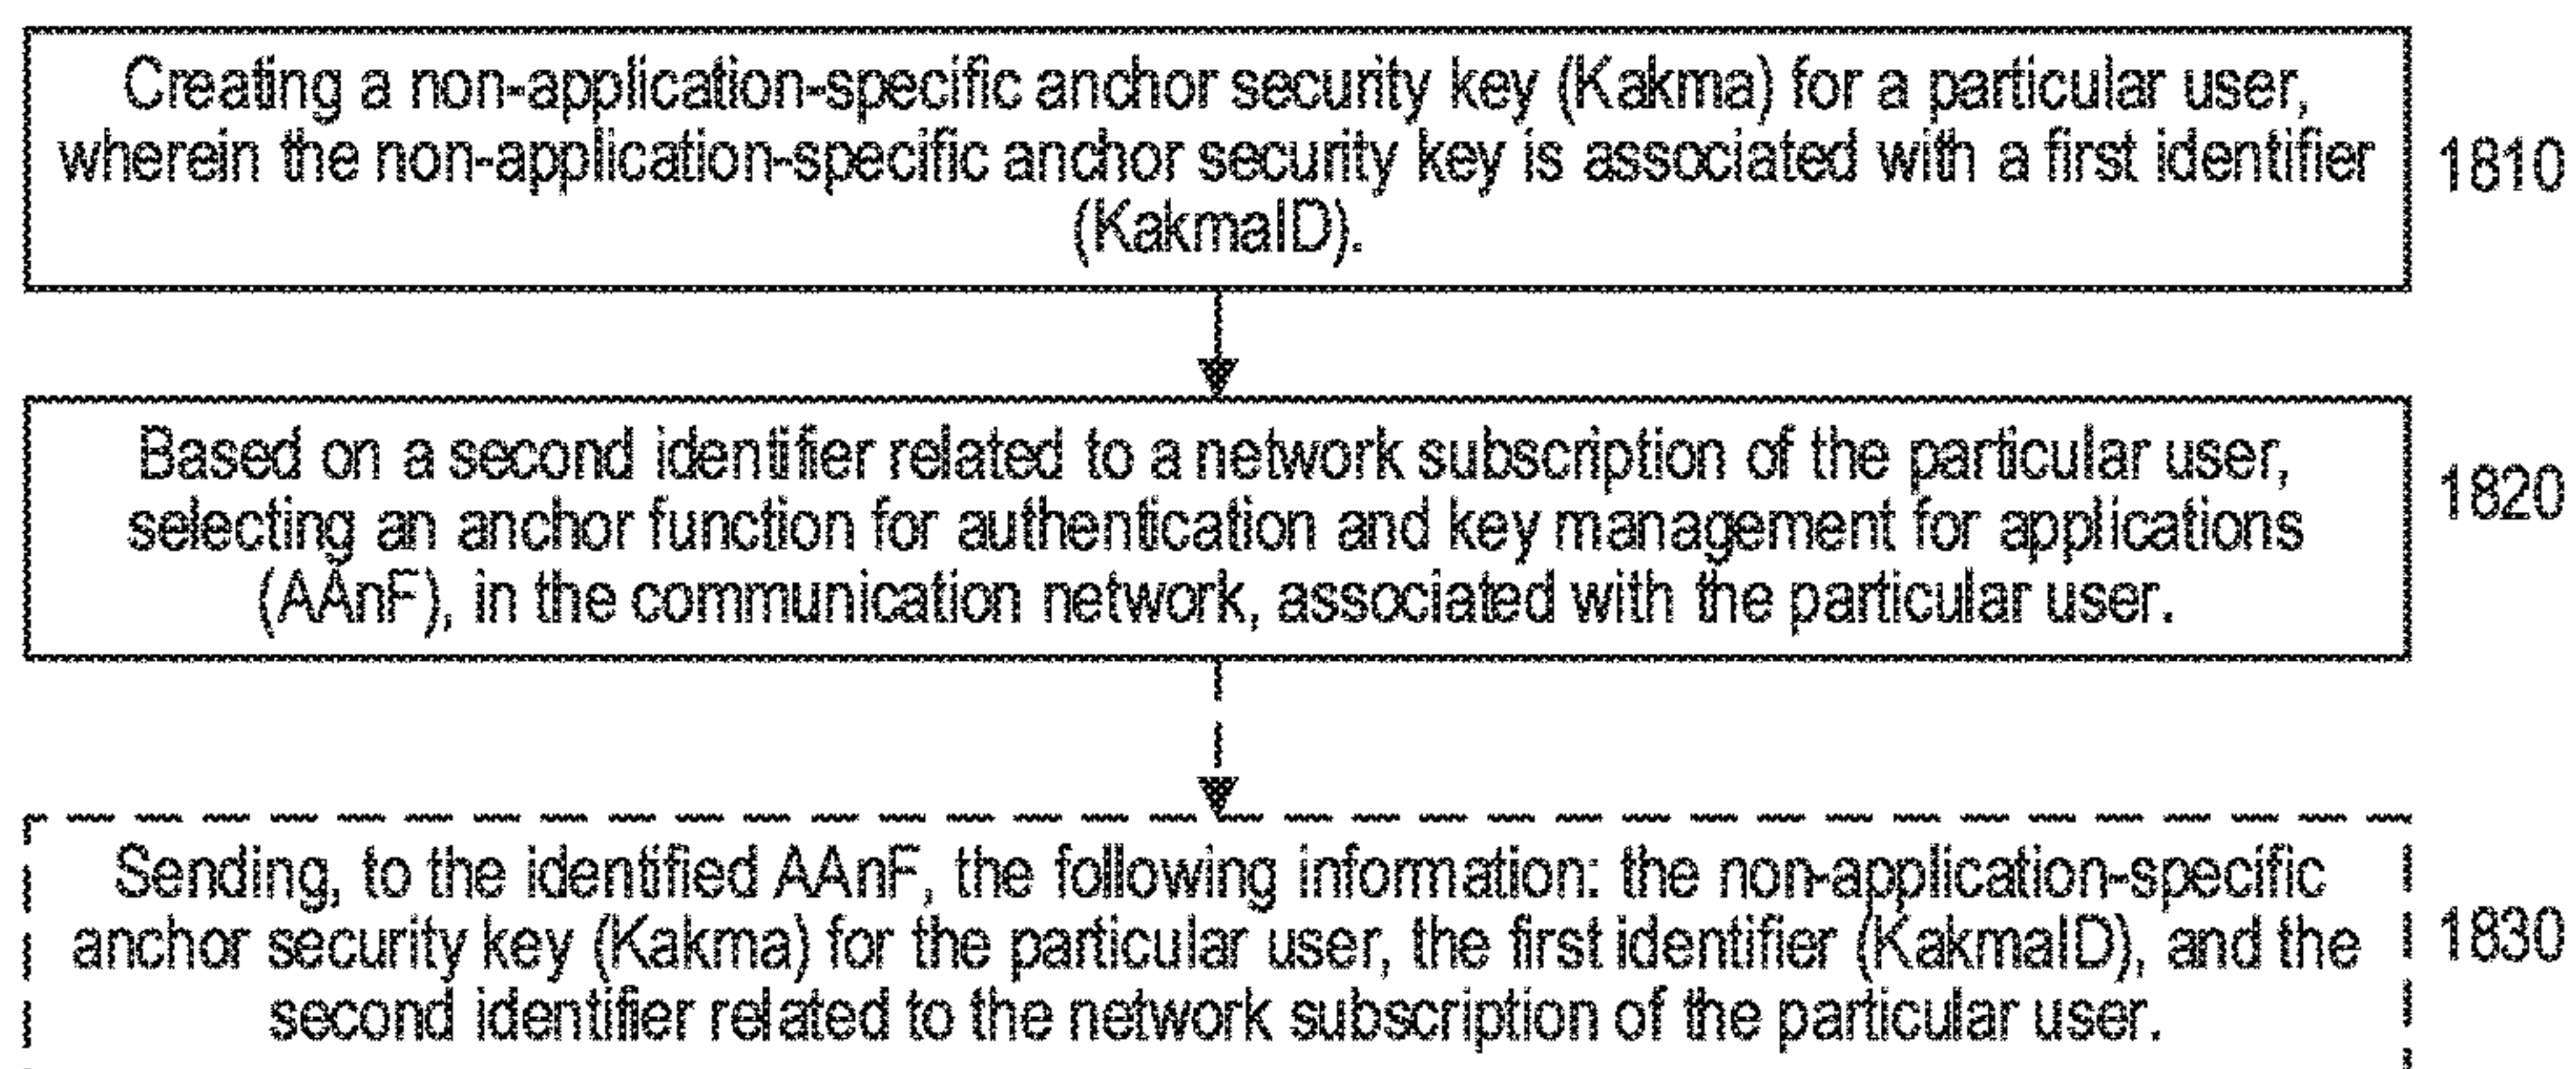 Creating a non-application-specific anchor security key (Kakma) for a particular user,
wherein the non-application-specific anchor security key is associated with a first identifier
(KakmaID).
1810
Based on a second identifier related to a network subscription of the particular user,
selecting an anchor function for authentication and key management for applications
(AAnF), in the communication network, associated with the particular user.
1820
Sending, to the identified AAnF, the following information: the non-application-specific
anchor security key (Kakma) for the particular user, the first identifier (KakmaID), and the
second identifier related to the network subscription of the particular user.
1830